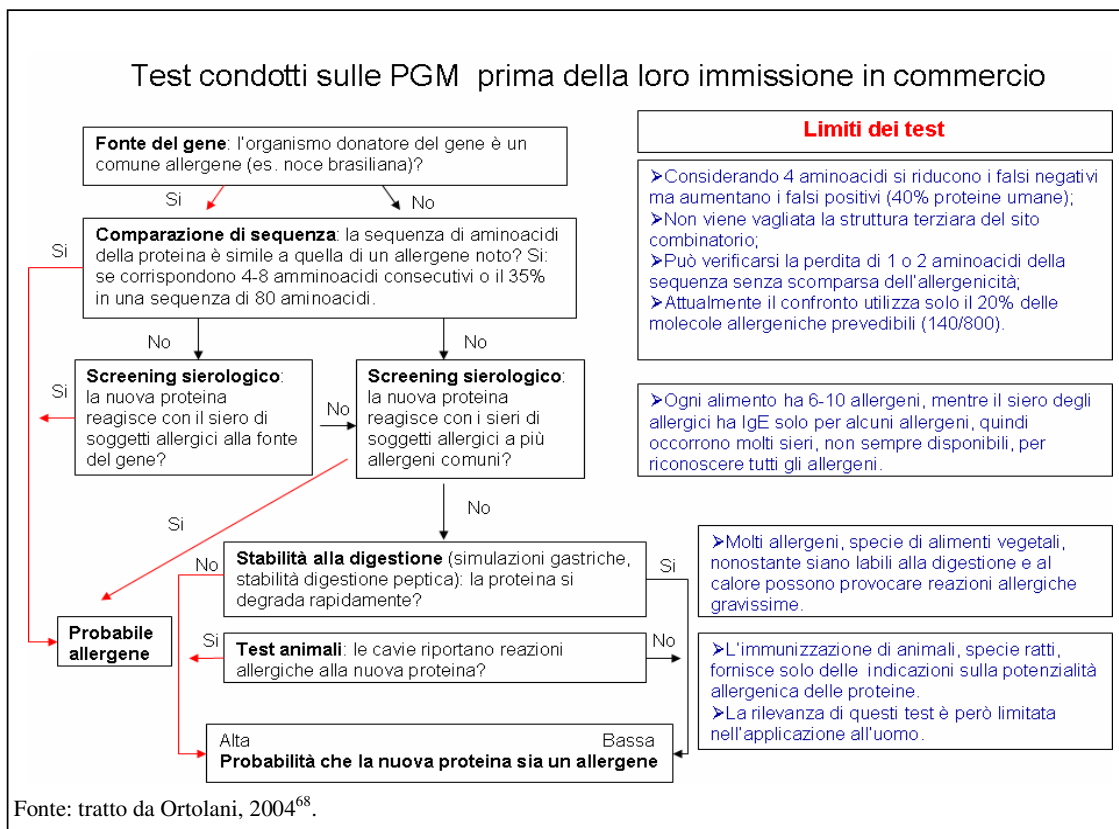 Test condotti sulle PGM prima della loro immissione in commercio
Fonte del gene: l'organismo donatore del gene è un
comune allergene (es. noce brasiliana)?
Si
No
Comparazione di sequenza: la sequenza di aminoacidi
della proteina è simile a quella di un allergene noto? Si:
se corrispondono 4-8 amminoacidi consecutivi o il 35%
in una sequenza di 80 aminoacidi.
Si
No
No
Screening sierologico:
la nuova proteina
reagisce con il siero di
soggetti allergici alla fonte
del gene?
Si
No
Screening sierologico:
la nuova proteina
reagisce con i sieri di
soggetti allergici a più
allergeni comuni?
Si
No
Stabilità alla digestione (simulazioni gastriche,
stabilità digestione peptica): la proteina si
degrada rapidamente?
No
Si
Probabile
allergene
Test animali: le cavie riportano reazioni
allergiche alla nuova proteina?
Si
No
Alta Bassa
Probabilità che la nuova proteina sia un allergene
Limiti dei test
➢Considerando 4 aminoacidi si riducono i falsi negativi
ma aumentano i falsi positivi (40% proteine umane);
➢Non viene vagliata la struttura terziara del sito
combinatorio;
➢Può verificarsi la perdita di 1 o 2 aminoacidi della
sequenza senza scomparsa dell'allergenicità;
➢Attualmente il confronto utilizza solo il 20% delle
molecole allergeniche prevedibili (140/800).
➢Ogni alimento ha 6-10 allergeni, mentre il siero degli
allergici ha IgE solo per alcuni allergeni, quindi
occorrono molti sieri, non sempre disponibili, per
riconoscere tutti gli allergeni.
➢Molti allergeni, specie di alimenti vegetali,
nonostante siano labili alla digestione e al
calore possono provocare reazioni allergiche
gravissime.
➢L'immunizzazione di animali, specie ratti,
fornisce solo delle indicazioni sulla potenzialità
allergenica delle proteine.
➢La rilevanza di questi test è però limitata
nell'applicazione all'uomo.
Fonte: tratto da Ortolani, 2004⁶⁸.